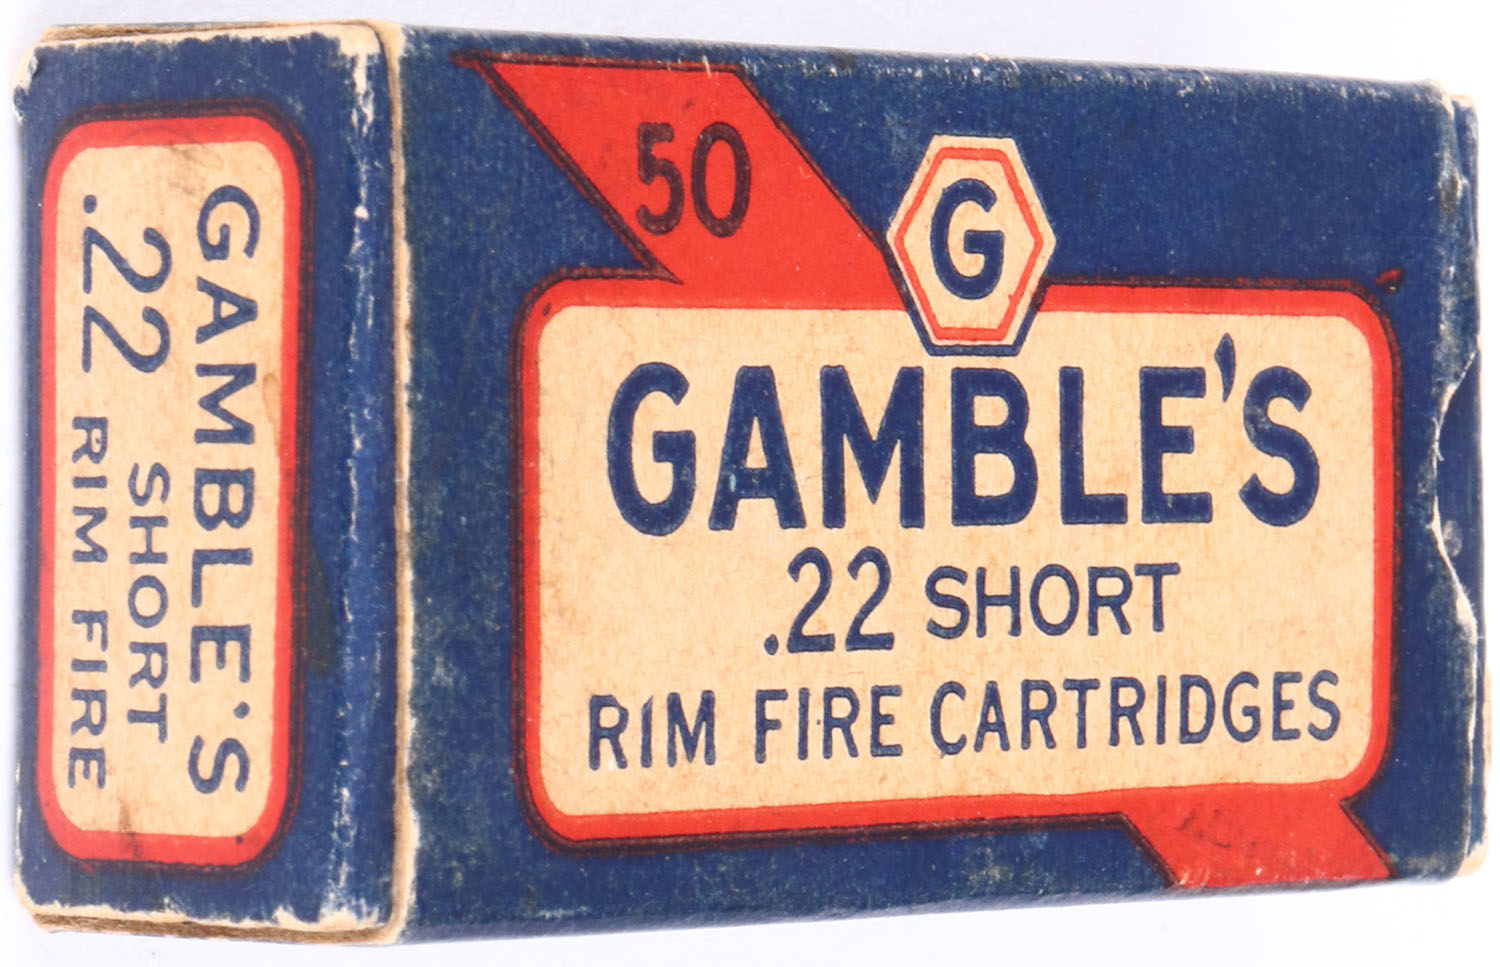 50
G
GAMBLE'S
.22 SHORT
RIM FIRE CARTRIDGES
GAMBLE'S
.22 SHORT
RIM FIRE